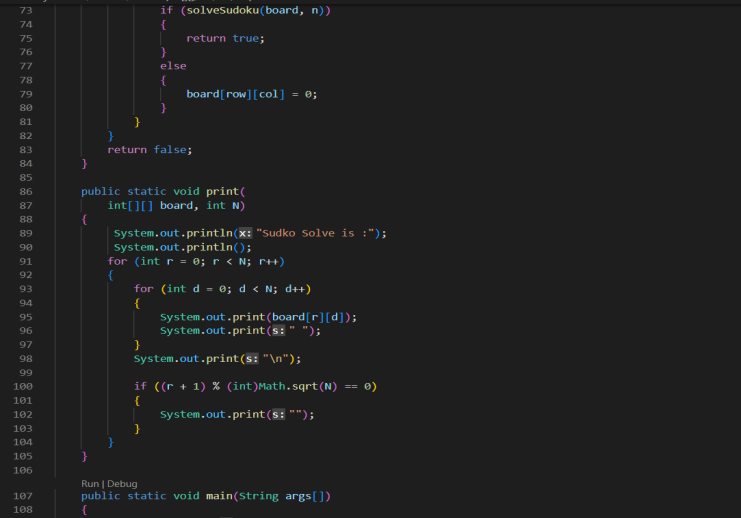 73 if (solveSudoku(board, n))
74 {
75 return true;
76 }
77 else
78 {
79 board[row][col] = 0;
80 }
81 }
82 }
83 return false;
84 }
85
86 public static void print(
87 int[][] board, int N)
88 {
89 System.out.println(x: "Sudko Solve is :");
90 System.out.println();
91 for (int r = 0; r < N; r++)
92 {
93 for (int d = 0; d < N; d++)
94 {
95 System.out.print(board[r][d]);
96 System.out.print(s: " ");
97 }
98 System.out.print(s: "\n");
99
100 if ((r + 1) % (int)Math.sqrt(N) == 0)
101 {
102 System.out.print(s: "");
103 }
104 }
105 }
106
Run | Debug
107 public static void main(String args[])
108 {